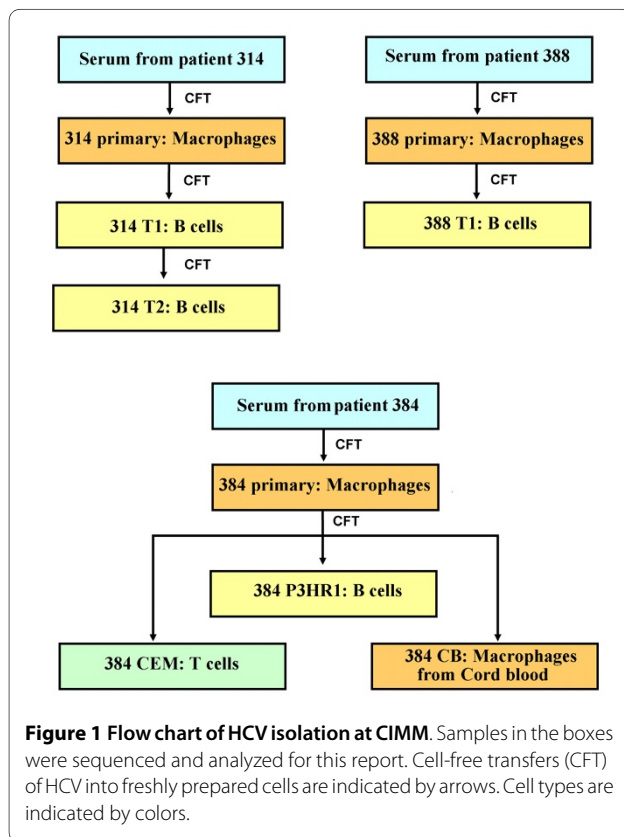 Serum from patient 314
CFT
314 primary: Macrophages
CFT
314 T1: B cells
CFT
314 T2: B cells
Serum from patient 388
CFT
388 primary: Macrophages
CFT
388 T1: B cells
Serum from patient 384
CFT
384 primary: Macrophages
CFT
384 P3HR1: B cells
384 CEM: T cells
384 CB: Macrophages
from Cord blood
Figure 1 Flow chart of HCV isolation at CIMM. Samples in the boxes
were sequenced and analyzed for this report. Cell-free transfers (CFT)
of HCV into freshly prepared cells are indicated by arrows. Cell types are
indicated by colors.